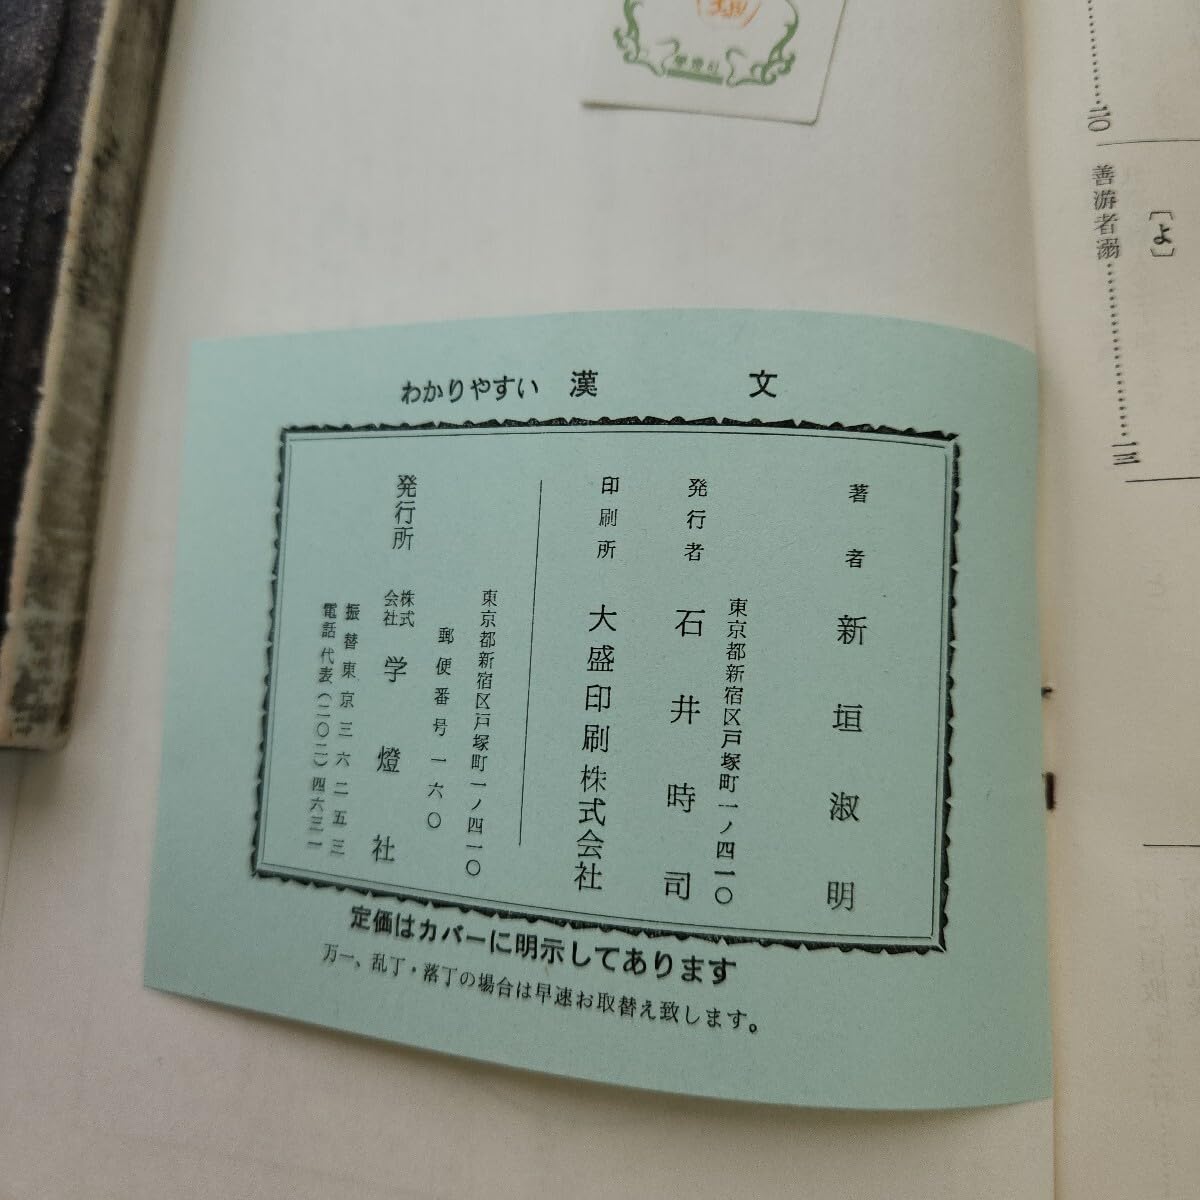 学燈社
二〇
善游者溺……………一三
〔よ〕
わかりやすい 漢文
著者 新垣淑明
東京都新宿区戸塚町一ノ四一〇
発行者 石井時司
印刷所 大盛印刷株式会社
東京都新宿区戸塚町一ノ四一〇
郵便番号一六〇
発行所 株式会社 学燈社
振替東京三六二五三
電話代表(二〇二)四六三一
定価はカバーに明示してあります
万一、乱丁・落丁の場合は早速お取替え致します。